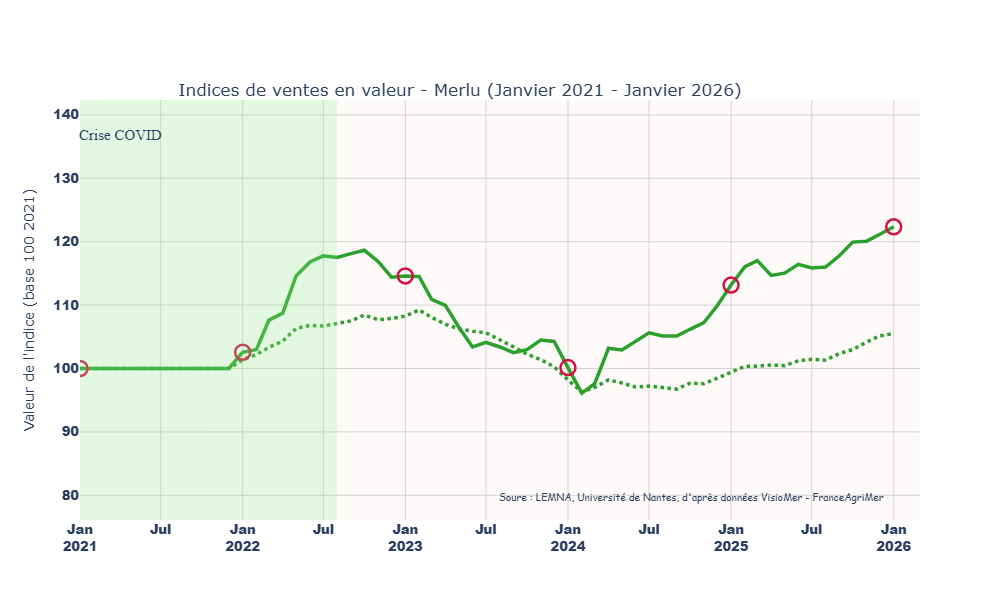 Indices de ventes en valeur - Merlu (Janvier 2021 - Janvier 2026)
Valeur de l'indice (base 100 2021)
140
Crise COVID
130
120
110
100
90
80
Soure : LEMNA, Université de Nantes, d'après données VisioMer - FranceAgriMer
Jan Jul Jan Jul Jan Jul Jan Jul Jan Jul Jan
2021 2022 2023 2024 2025 2026